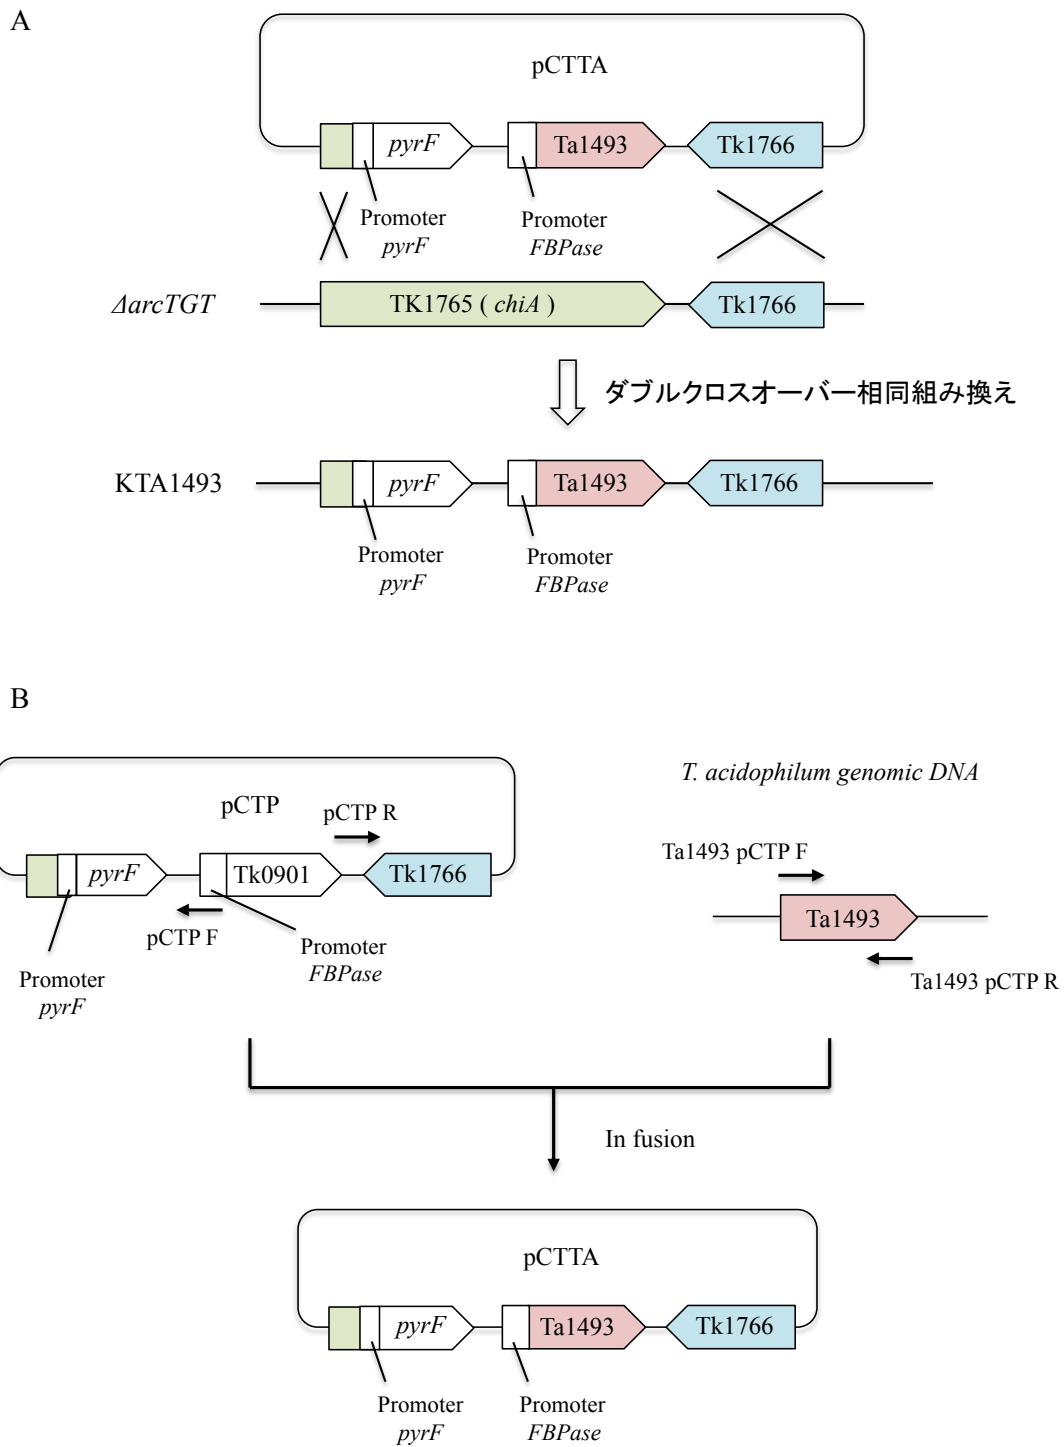 A
pCTTA
pyrF
Ta1493
Tk1766
Promoter
pyrF
Promoter
FBPase
ΔarcTGT
TK1765 ( chiA )
Tk1766
ダブルクロスオーバー相同組み換え
KTA1493
pyrF
Ta1493
Tk1766
Promoter
pyrF
Promoter
FBPase
B
pCTP
pCTP R
pyrF
Tk0901
Tk1766
pCTP F
Promoter
pyrF
Promoter
FBPase
T. acidophilum genomic DNA
Ta1493 pCTP F
Ta1493
Ta1493 pCTP R
In fusion
pCTTA
pyrF
Ta1493
Tk1766
Promoter
pyrF
Promoter
FBPase